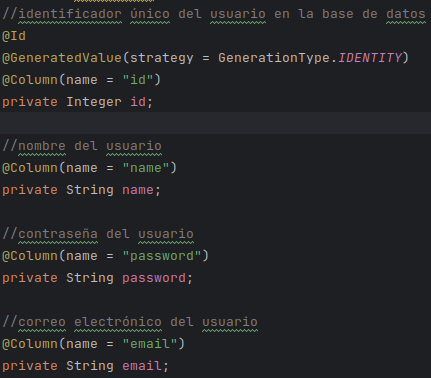 //identificador único del usuario en la base de datos
@Id
@GeneratedValue(strategy = GenerationType.IDENTITY)
@Column(name = "id")
private Integer id;
//nombre del usuario
@Column(name = "name")
private String name;
//contraseña del usuario
@Column(name = "password")
private String password;
//correo electrónico del usuario
@Column(name = "email")
private String email;